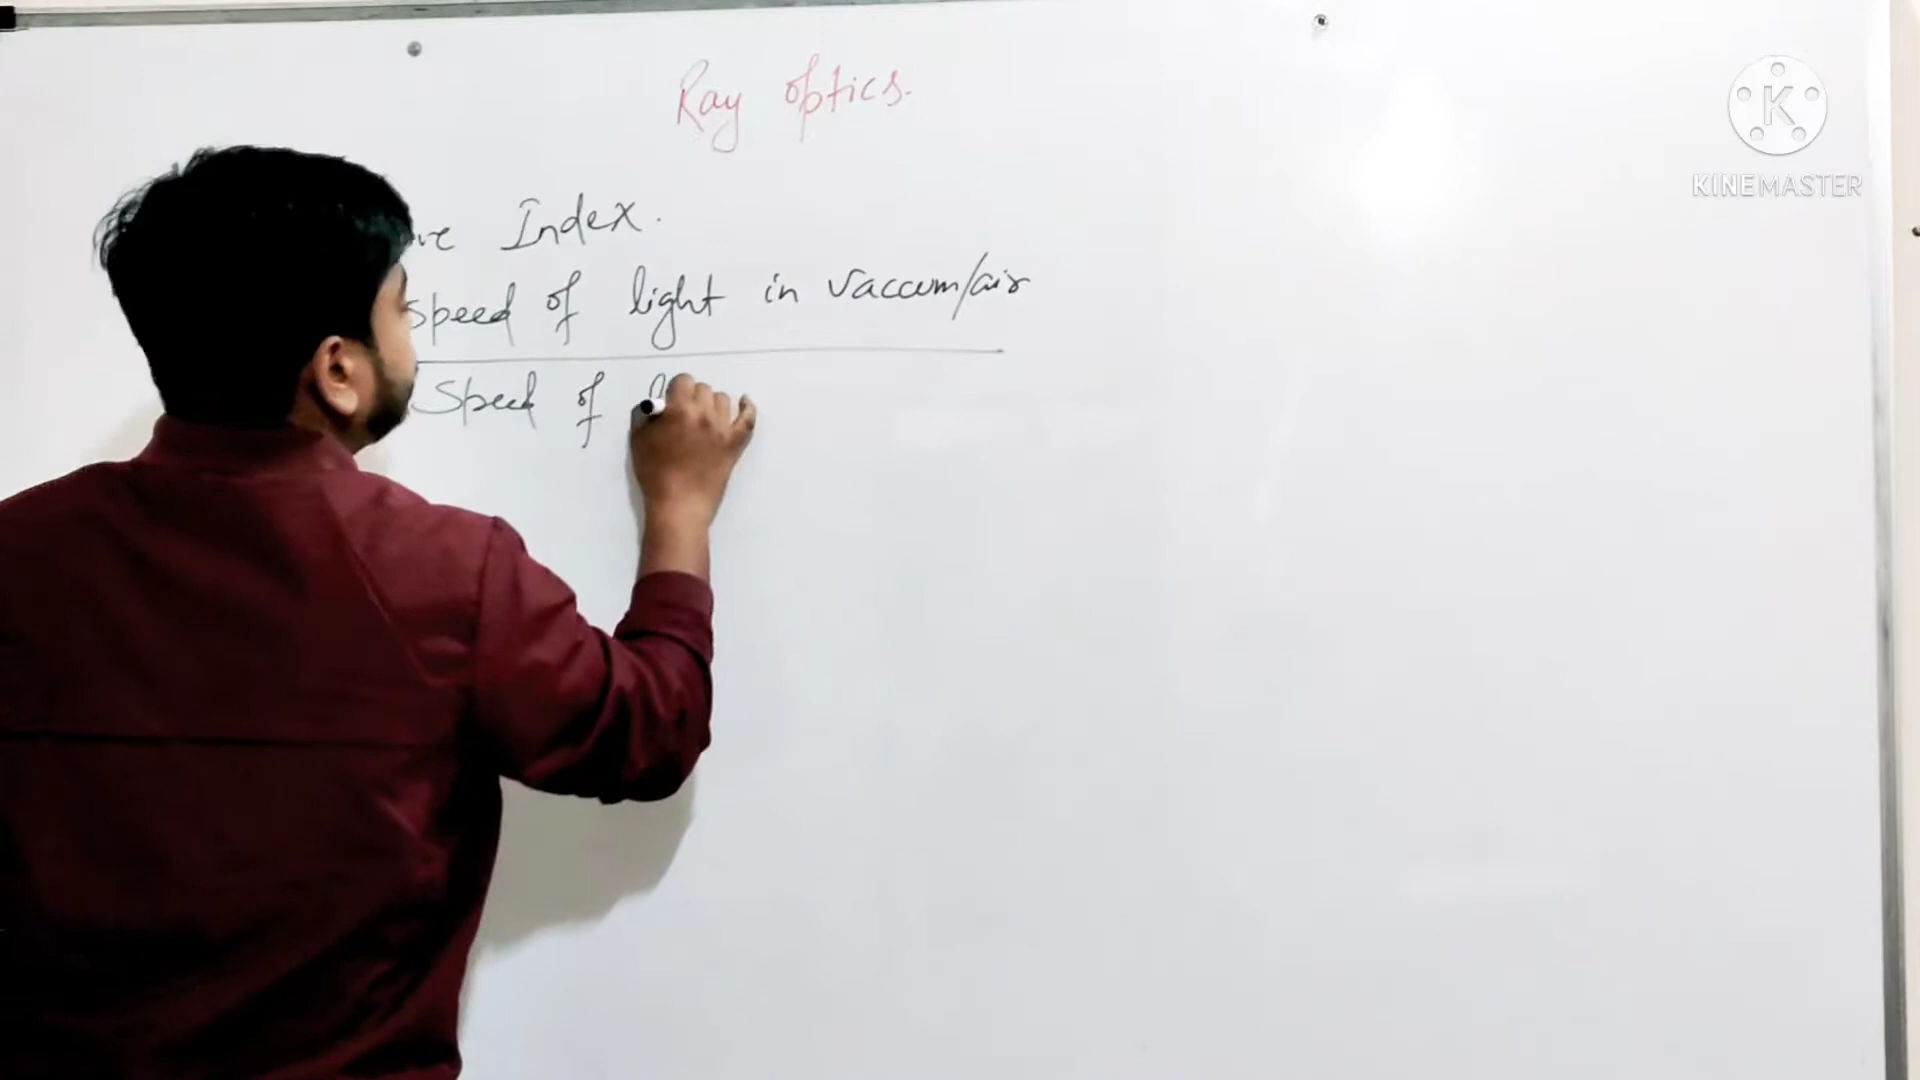 Ray optics.
Index.
Speed of light in vaccum/air
Speed of
KINEMASTER